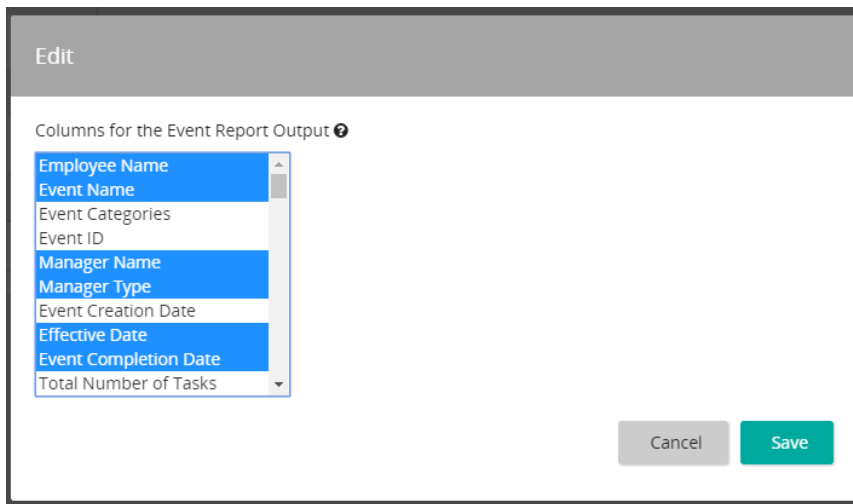 Edit
Columns for the Event Report Output ?
Employee Name
Event Name
Event Categories
Event ID
Manager Name
Manager Type
Event Creation Date
Effective Date
Event Completion Date
Total Number of Tasks
Cancel
Save